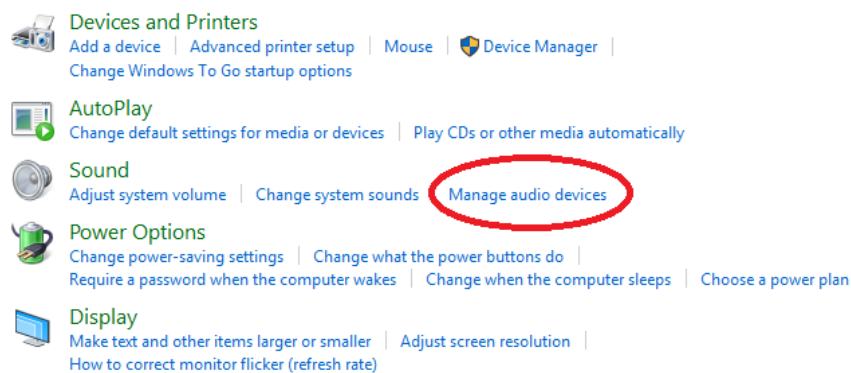 Devices and Printers
Add a device Advanced printer setup Mouse Device Manager
Change Windows To Go startup options
AutoPlay
Change default settings for media or devices Play CDs or other media automatically
Sound
Adjust system volume Change system sounds Manage audio devices
Power Options
Change power-saving settings Change what the power buttons do
Require a password when the computer wakes Change when the computer sleeps Choose a power plan
Display
Make text and other items larger or smaller Adjust screen resolution
How to correct monitor flicker (refresh rate)